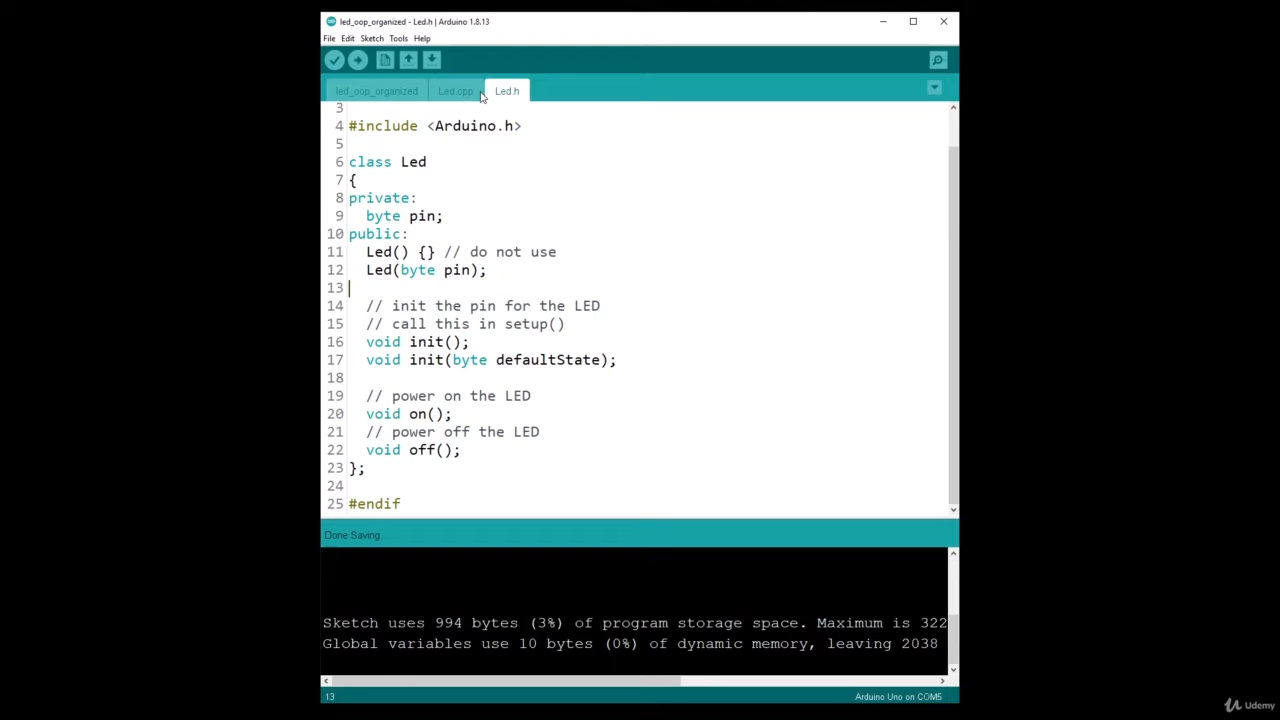 led_oop_organized - Led.h | Arduino 1.8.13
File Edit Sketch Tools Help
led_oop_organized Led.cpp Led.h
3
4 #include <Arduino.h>
5
6 class Led
7 {
8 private:
9 byte pin;
10 public:
11 Led() {} // do not use
12 Led(byte pin);
13
14 // init the pin for the LED
15 // call this in setup()
16 void init();
17 void init(byte defaultState);
18
19 // power on the LED
20 void on();
21 // power off the LED
22 void off();
23 };
24
25 #endif
Done Saving.
Sketch uses 994 bytes (3%) of program storage space. Maximum is 322
Global variables use 10 bytes (0%) of dynamic memory, leaving 2038
13 Arduino Uno on COM5
Udemy